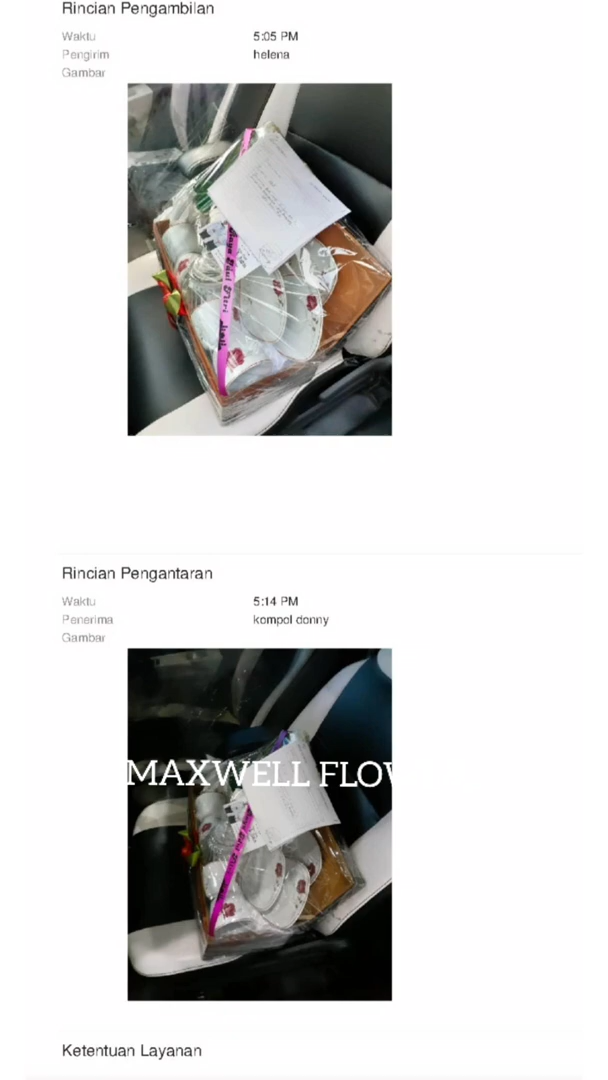 Rincian Pengambilan
Waktu 5:05 PM
Pengirim helena
Gambar
Rincian Pengantaran
Waktu 5:14 PM
Penerima kompol donny
Gambar
MAXWELL FLO
Ketentuan Layanan